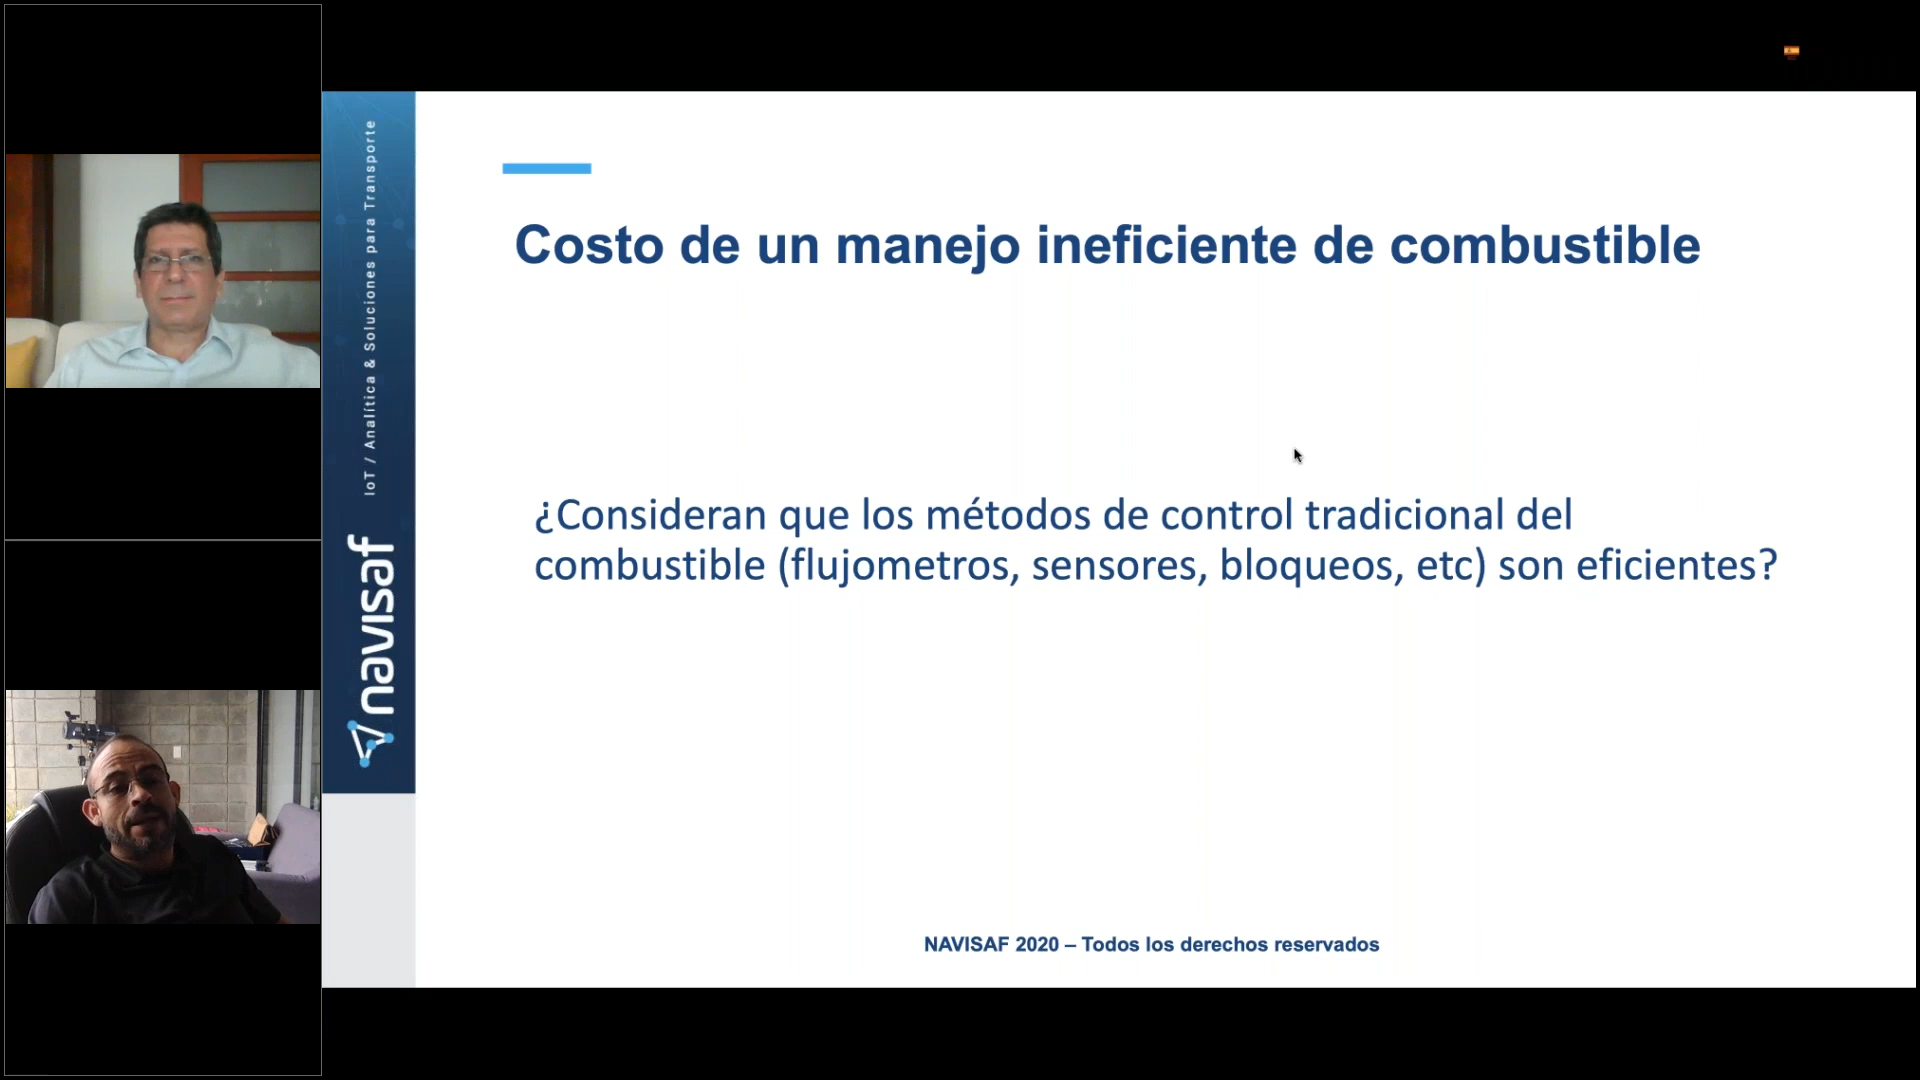 IoT / Analítica & Soluciones para Transporte
navisaf
Costo de un manejo ineficiente de combustible
¿Consideran que los métodos de control tradicional del
combustible (flujometros, sensores, bloqueos, etc) son eficientes?
NAVISAF 2020 – Todos los derechos reservados